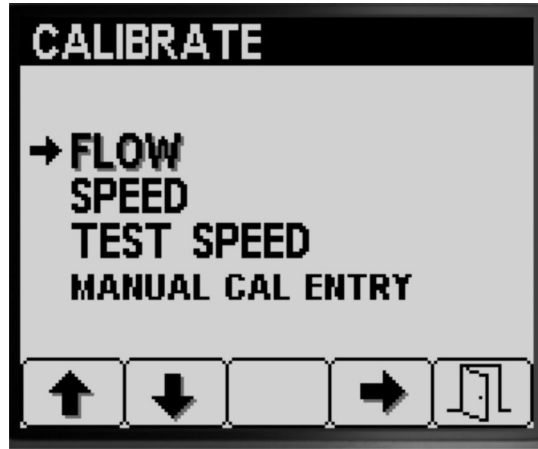 CALIBRATE
FLOW
SPEED
TEST SPEED
MANUAL CAL ENTRY